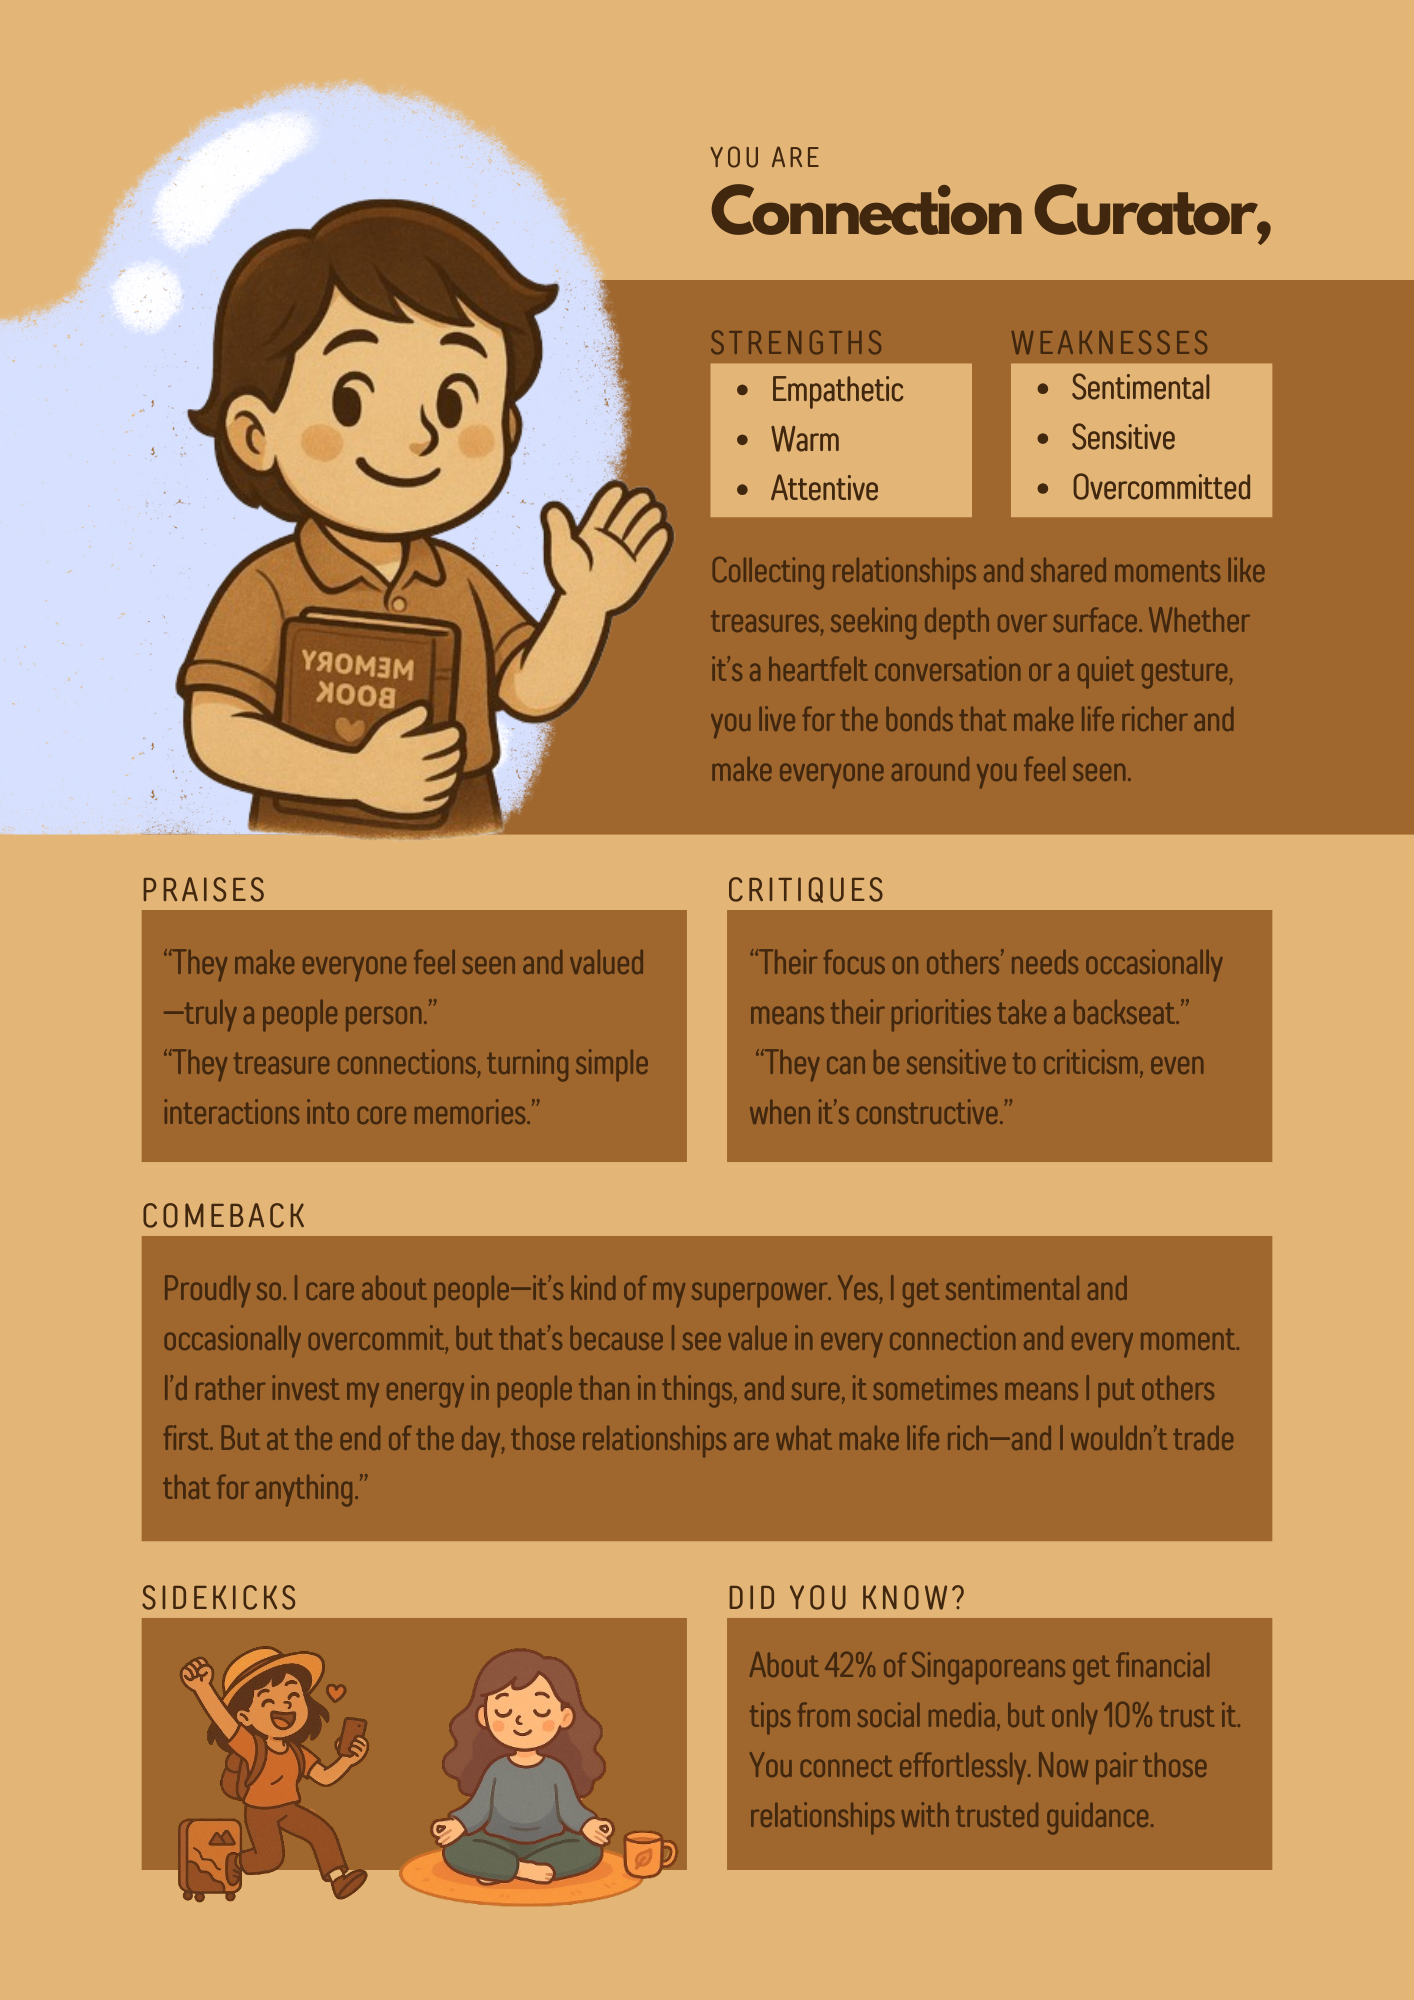 YOU ARE
Connection Curator,
STRENGTHS
• Empathetic
• Warm
• Attentive
WEAKNESSES
• Sentimental
• Sensitive
• Overcommitted
Collecting relationships and shared moments like
treasures, seeking depth over surface. Whether
it’s a heartfelt conversation or a quiet gesture,
you live for the bonds that make life richer and
make everyone around you feel seen.
MEMORY
BOOK
PRAISES
“They make everyone feel seen and valued
—truly a people person.”
“They treasure connections, turning simple
interactions into core memories.”
CRITIQUES
“Their focus on others’ needs occasionally
means their priorities take a backseat.”
“They can be sensitive to criticism, even
when it’s constructive.”
COMEBACK
Proudly so. I care about people—it’s kind of my superpower. Yes, I get sentimental and
occasionally overcommit, but that’s because I see value in every connection and every moment.
I’d rather invest my energy in people than in things, and sure, it sometimes means I put others
first. But at the end of the day, those relationships are what make life rich—and I wouldn’t trade
that for anything.”
SIDEKICKS
DID YOU KNOW?
About 42% of Singaporeans get financial
tips from social media, but only 10% trust it.
You connect effortlessly. Now pair those
relationships with trusted guidance.